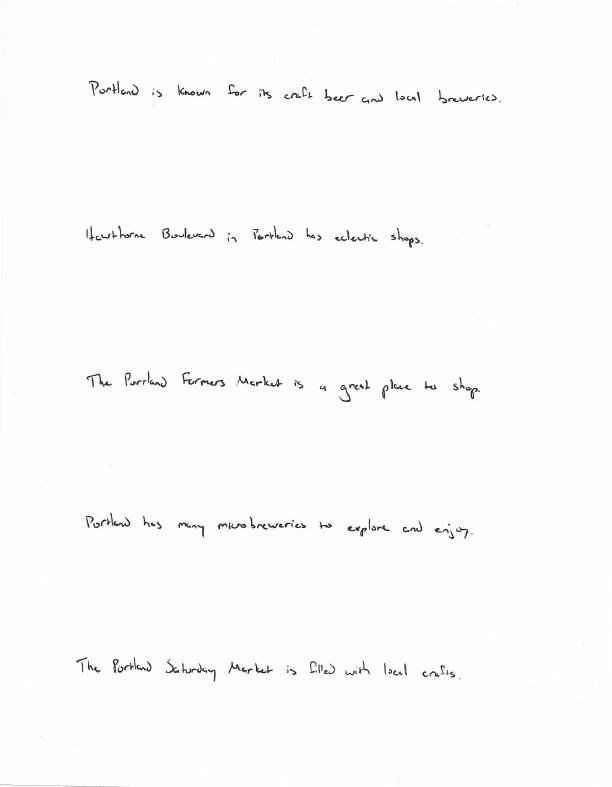 Portland is known for its craft beer and local breweries.
Hawthorne Boulevard in Portland has eclectic shops.
The Portland Farmers Market is a great place to shop.
Portland has many microbreweries to explore and enjoy.
The Portland Saturday Market is filled with local crafts.